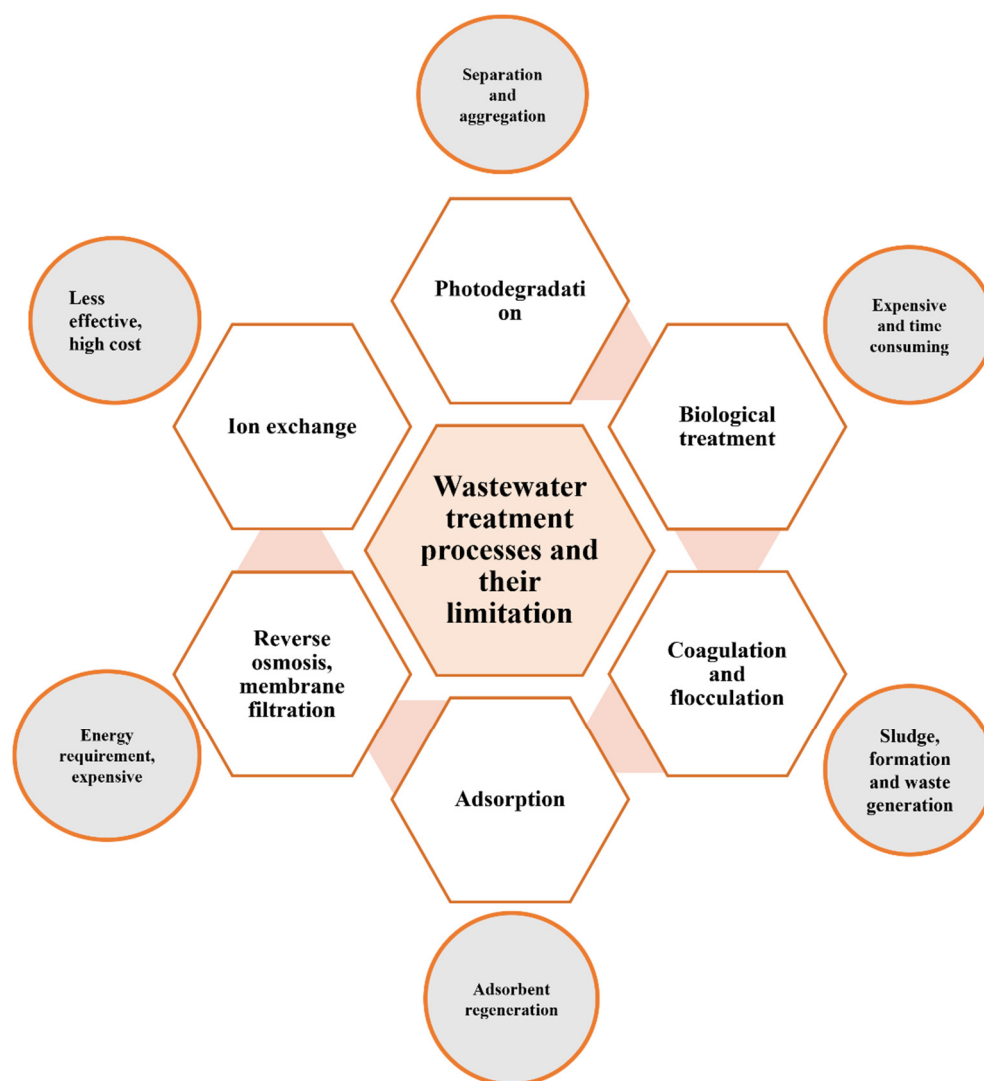 Separation
and
aggregation
Photodegradati
on
Less
effective,
high cost
Expensive
and time
consuming
Ion exchange
Biological
treatment
Wastewater
treatment
processes and
their
limitation
Reverse
osmosis,
membrane
filtration
Coagulation
and
flocculation
Energy
requirement,
expensive
Sludge,
formation
and waste
generation
Adsorption
Adsorbent
regeneration